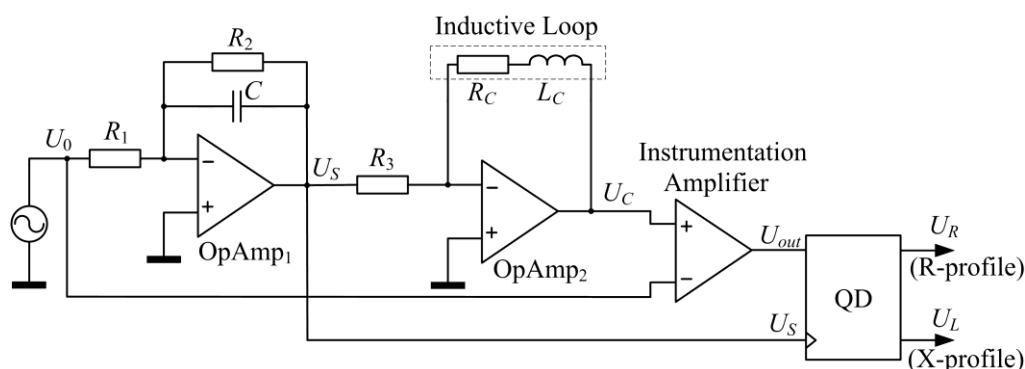 Inductive Loop
R2
C
RC
LC
U0
R1
−
+
OpAmp1
US
R3
−
+
OpAmp2
UC
Instrumentation
Amplifier
+
−
Uout
US
QD
UR
(R-profile)
UL
(X-profile)